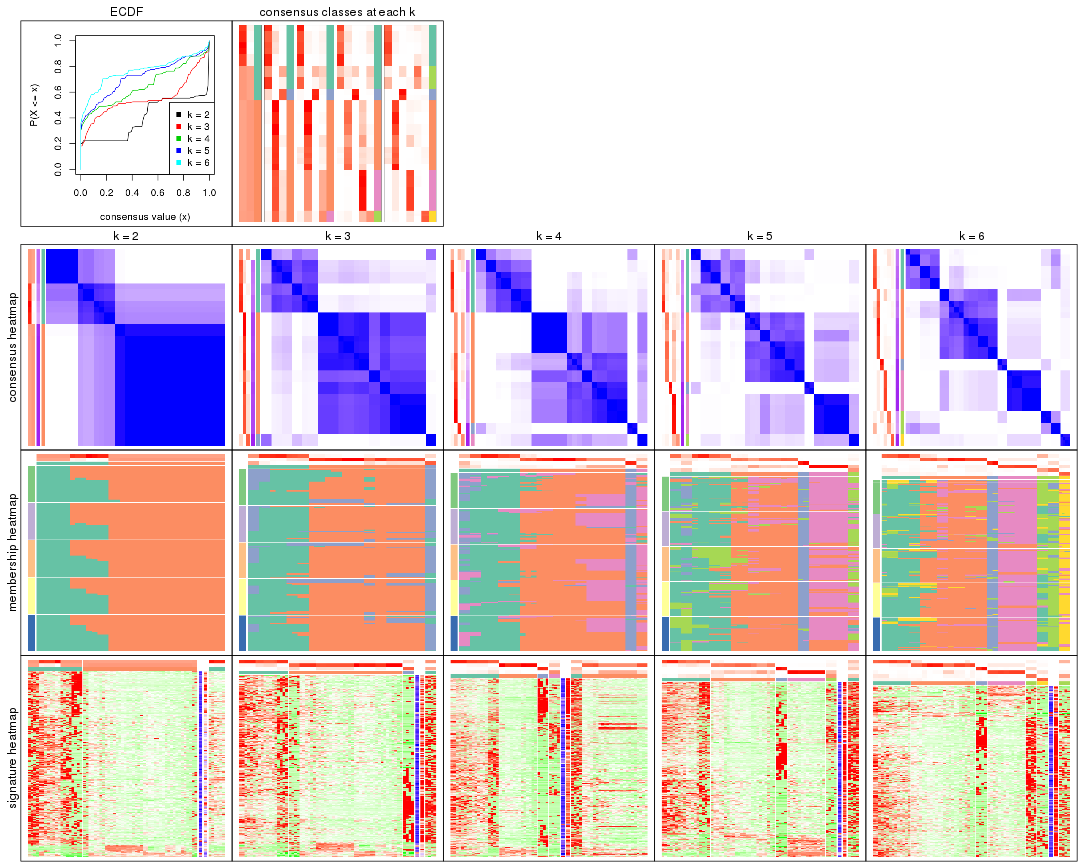 ECDF
consensus classes at each k
P(X <= x)
0.0 0.2 0.4 0.6 0.8 1.0
k = 2
k = 3
k = 4
k = 5
k = 6
0.0 0.2 0.4 0.6 0.8 1.0
consensus value (x)
k = 2
k = 3
k = 4
k = 5
k = 6
consensus heatmap
membership heatmap
signature heatmap